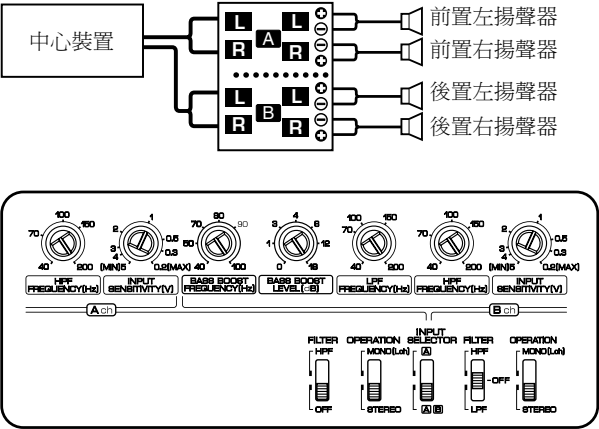 中心裝置
L L
R A R
L L
R B R
前置左揚聲器
前置右揚聲器
後置左揚聲器
後置右揚聲器
70 100 150
40 200
HPF
FREQUENCY(Hz)
3 2 1 0.5
4 0.3
(MIN)5 0.2(MAX)
INPUT
SENSITIVITY(V)
50 70 80 90
40 100
BASS BOOST
FREQUENCY(Hz)
1 3 4 6 12
0 18
BASS BOOST
LEVEL(dB)
70 100 150
40 200
LPF
FREQUENCY(Hz)
70 100 150
40 200
HPF
FREQUENCY(Hz)
3 2 1 0.5
4 0.3
(MIN)5 0.2(MAX)
INPUT
SENSITIVITY(V)
A ch
B ch
FILTER
HPF
OFF
OPERATION
MONO(Lch)
STEREO
INPUT
SELECTOR
A
A B
FILTER
HPF
OFF
LPF
OPERATION
MONO(Lch)
STEREO